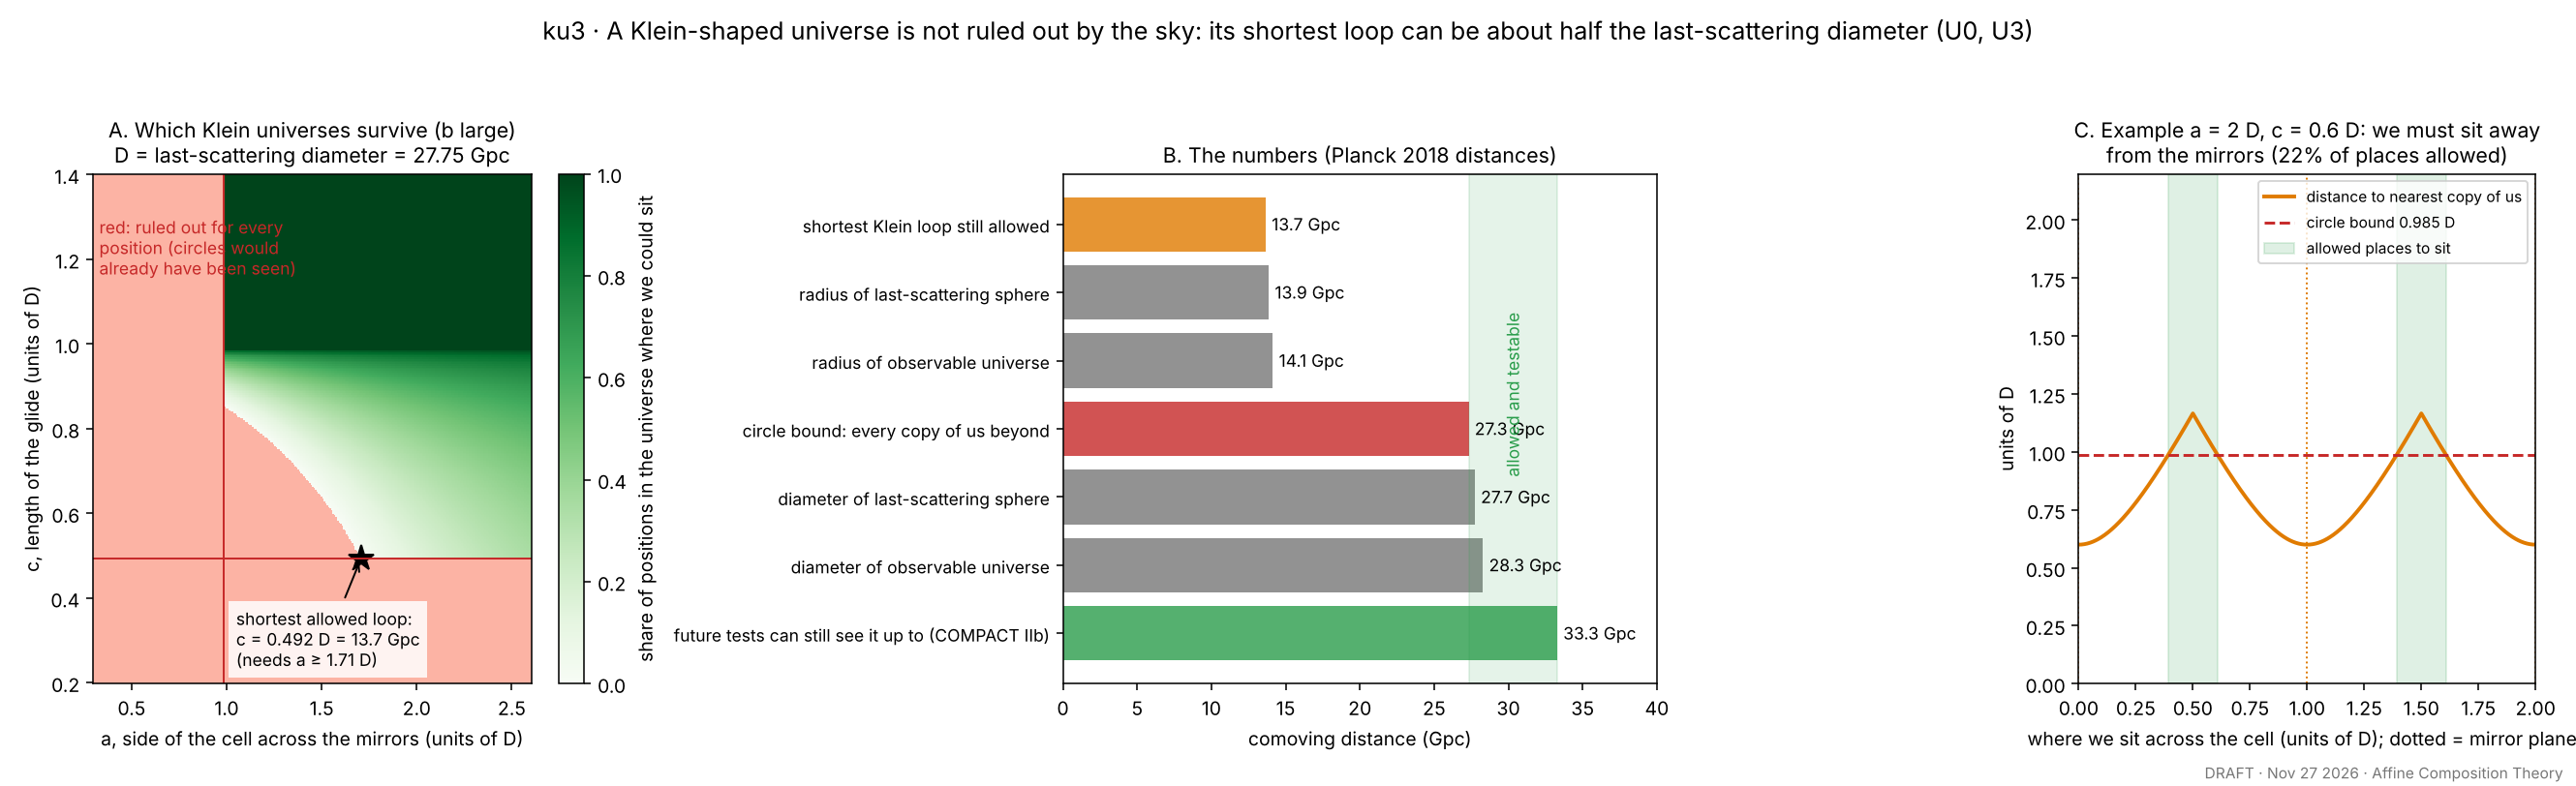 ku3 · A Klein-shaped universe is not ruled out by the sky: its shortest loop can be about half the last-scattering diameter (U0, U3)
A. Which Klein universes survive (b large)
D = last-scattering diameter = 27.75 Gpc
c, length of the glide (units of D)
1.4
1.2
1.0
0.8
0.6
0.4
0.2
red: ruled out for every
position (circles would
already have been seen)
shortest allowed loop:
c = 0.492 D = 13.7 Gpc
(needs a ≥ 1.71 D)
0.5 1.0 1.5 2.0 2.5
a, side of the cell across the mirrors (units of D)
1.0
0.8
0.6
0.4
0.2
0.0
share of positions in the universe where we could sit
B. The numbers (Planck 2018 distances)
shortest Klein loop still allowed 13.7 Gpc
radius of last-scattering sphere 13.9 Gpc
radius of observable universe 14.1 Gpc
circle bound: every copy of us beyond 27.3 Gpc
diameter of last-scattering sphere 27.7 Gpc
diameter of observable universe 28.3 Gpc
future tests can still see it up to (COMPACT IIb) 33.3 Gpc
allowed and testable
0 5 10 15 20 25 30 35 40
comoving distance (Gpc)
C. Example a = 2 D, c = 0.6 D: we must sit away
from the mirrors (22% of places allowed)
distance to nearest copy of us
circle bound 0.985 D
allowed places to sit
units of D
2.00
1.75
1.50
1.25
1.00
0.75
0.50
0.25
0.00
0.00 0.25 0.50 0.75 1.00 1.25 1.50 1.75 2.00
where we sit across the cell (units of D); dotted = mirror plane
DRAFT · Nov 27 2026 · Affine Composition Theory